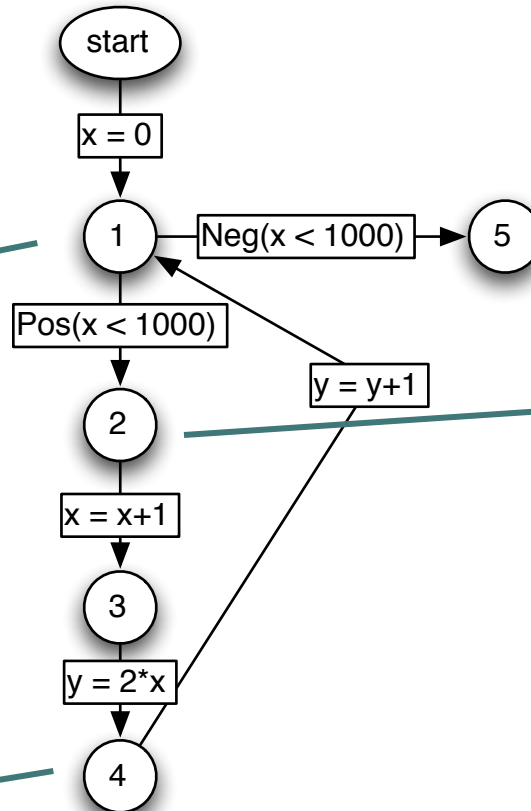 start
x = 0
1
Neg(x < 1000)
5
Pos(x < 1000)
y = y+1
2
x = x+1
3
y = 2*x
4